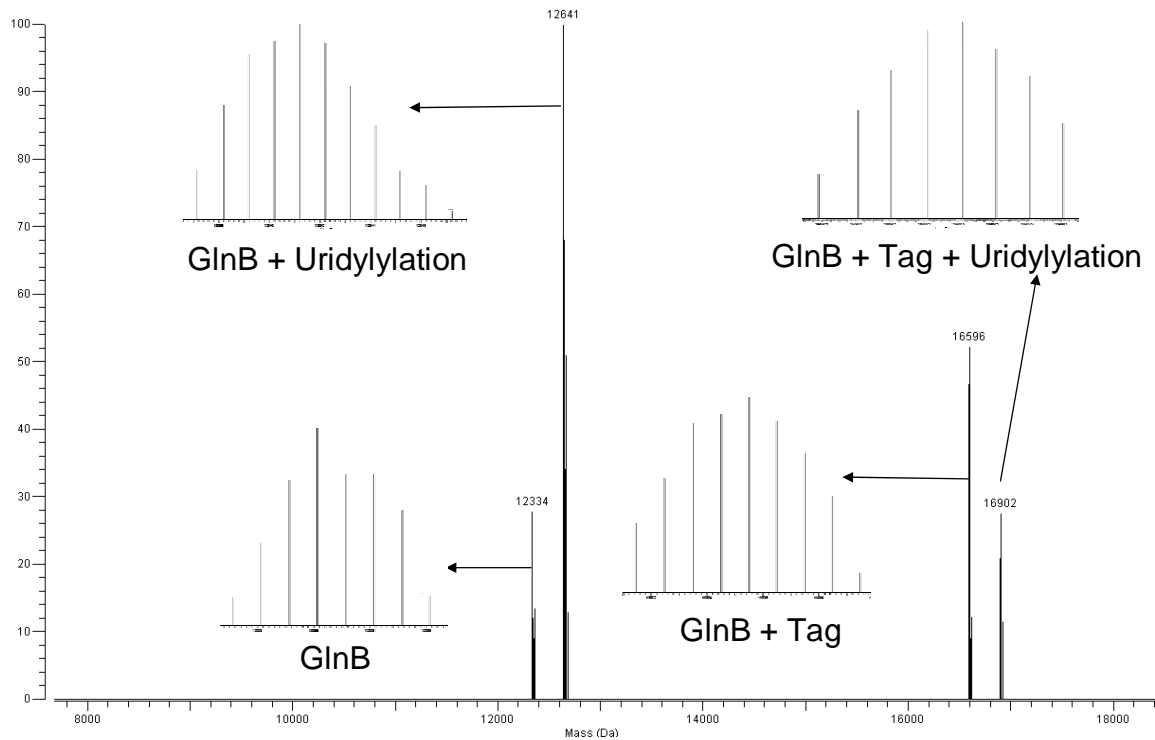 12641
100
90
80
70
60
50
40
30
20
10
0
GlnB + Uridylylation
GlnB + Tag + Uridylylation
16596
16902
12334
GlnB
GlnB + Tag
8000 10000 12000 14000 16000 18000
Mass (Da)